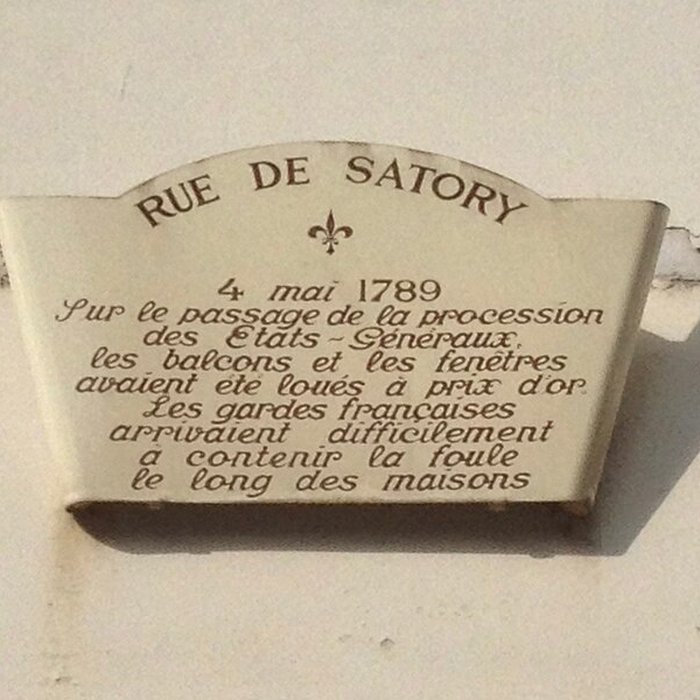 RUE DE SATORY
4 mai 1789
Sur le passage de la procession
des Etats-Généraux,
les balcons et les fenêtres
avaient été loués à prix d'or.
Les gardes françaises
arrivaient difficilement
à contenir la foule
le long des maisons